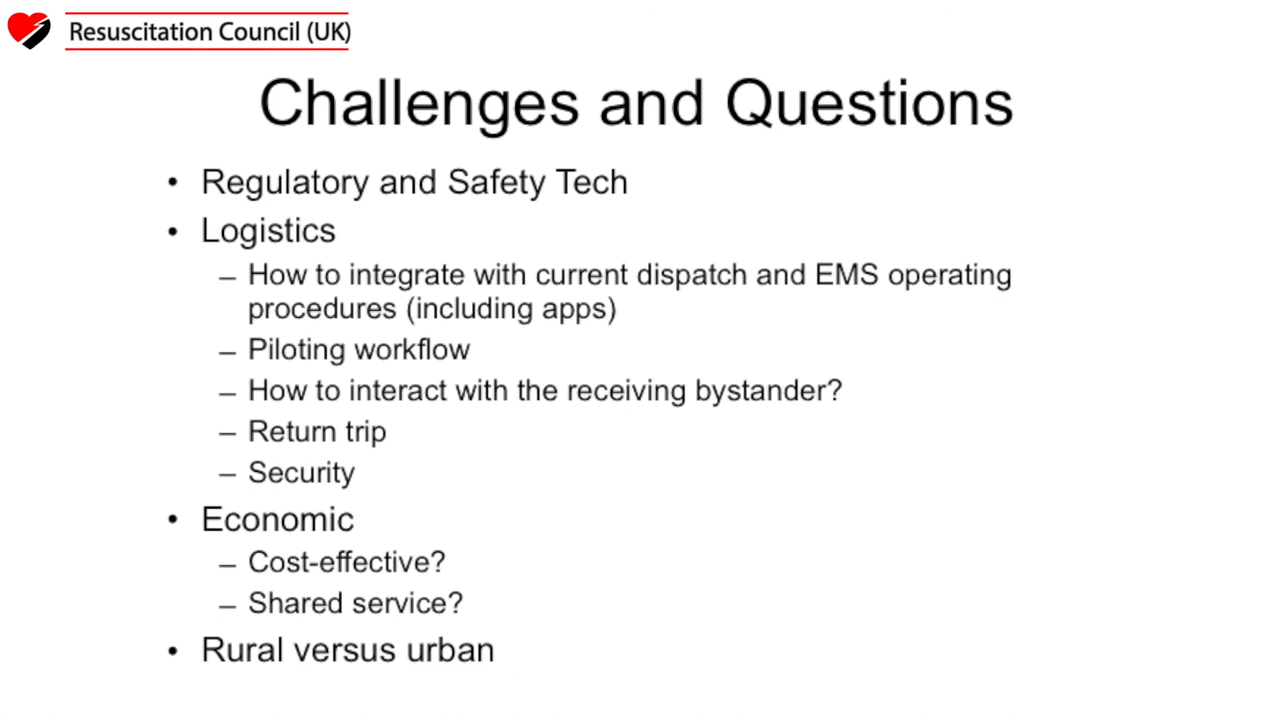 Resuscitation Council (UK)
Challenges and Questions
• Regulatory and Safety Tech
• Logistics
– How to integrate with current dispatch and EMS operating
procedures (including apps)
– Piloting workflow
– How to interact with the receiving bystander?
– Return trip
– Security
• Economic
– Cost-effective?
– Shared service?
• Rural versus urban